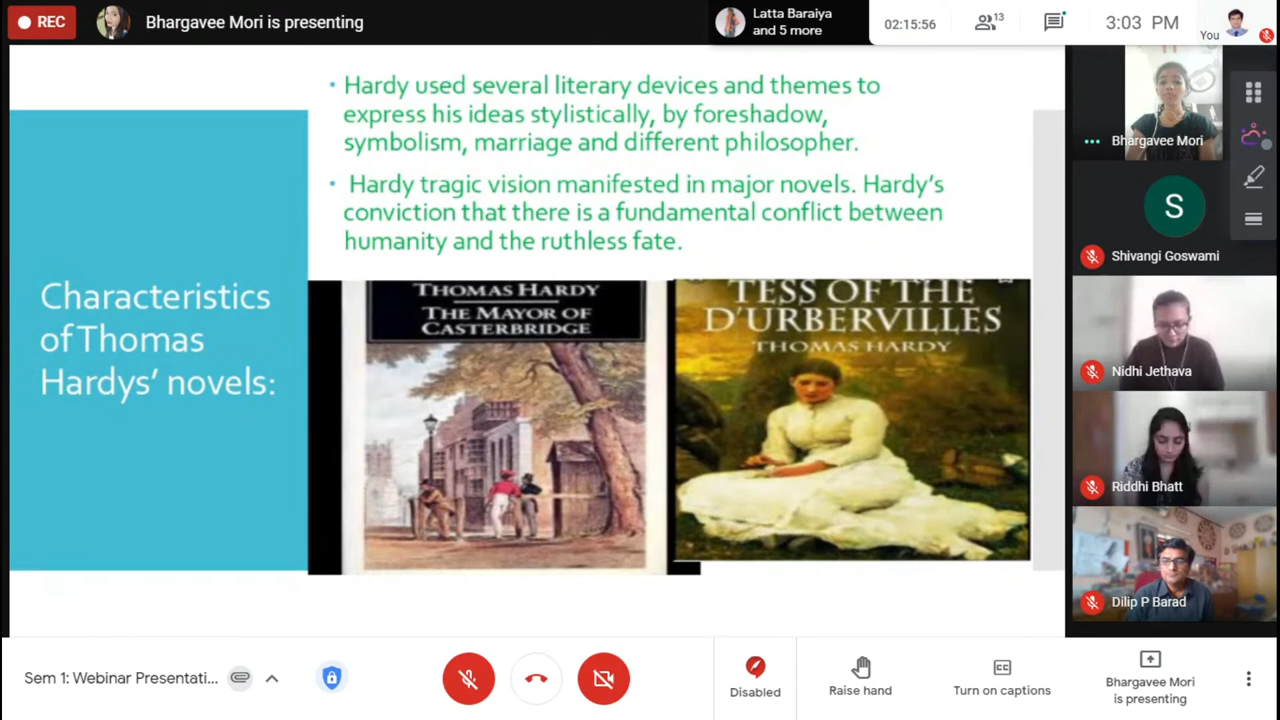 REC
Bhargavee Mori is presenting
Latta Baraiya
and 5 more
02:15:56
13
3:03 PM
You
• Hardy used several literary devices and themes to
express his ideas stylistically, by foreshadow,
symbolism, marriage and different philosopher.
• Hardy tragic vision manifested in major novels. Hardy's
conviction that there is a fundamental conflict between
humanity and the ruthless fate.
Characteristics
of Thomas
Hardys' novels:
THOMAS HARDY
THE MAYOR OF
CASTERBRIDGE
TESS OF THE
D'URBERVILLES
THOMAS HARDY
Bhargavee Mori
S
Shivangi Goswami
Nidhi Jethava
Riddhi Bhatt
Dilip P Barad
Sem 1: Webinar Presentati...
Disabled
Raise hand
CC
Turn on captions
Bhargavee Mori
is presenting